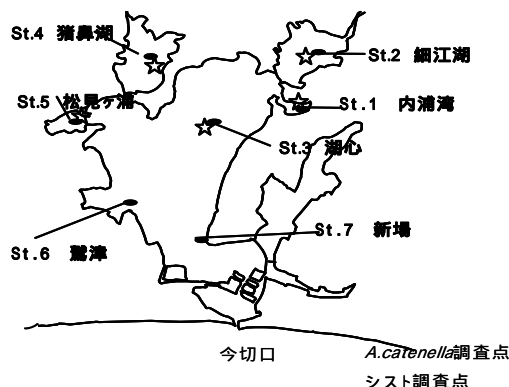 St.4 猪鼻湖
St.2 細江湖
St.5 松見ヶ浦
St.1 内浦湾
St.3 湖心
St.7 新場
St.6 鷲津
今切口
A.catenella調査点
シスト調査点